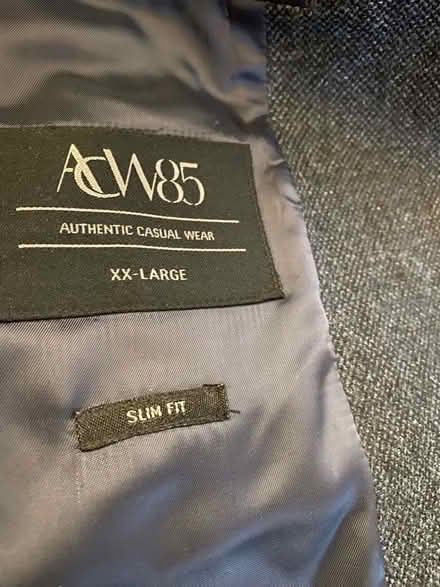 ACW85
AUTHENTIC CASUAL WEAR
XX-LARGE
SLIM FIT